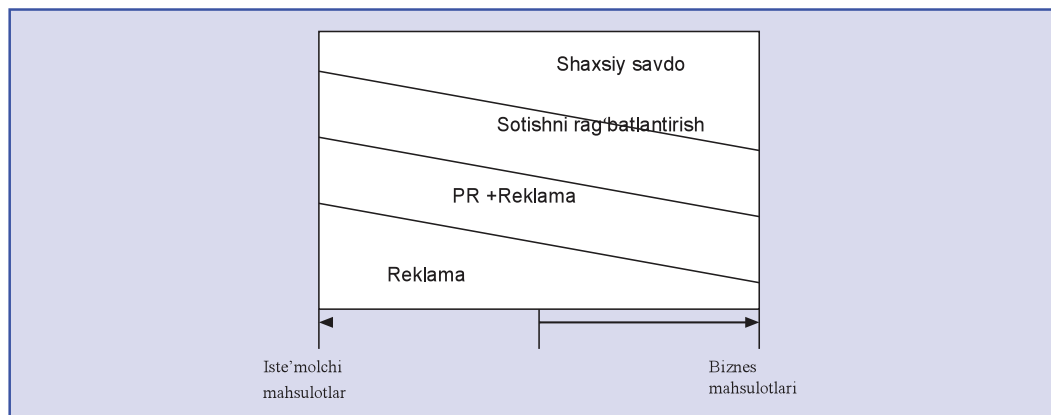 Shaxsiy savdo
Sotishni rag‘batlantirish
PR +Reklama
Reklama
Iste’molchi
mahsulotlar
Biznes
mahsulotlari